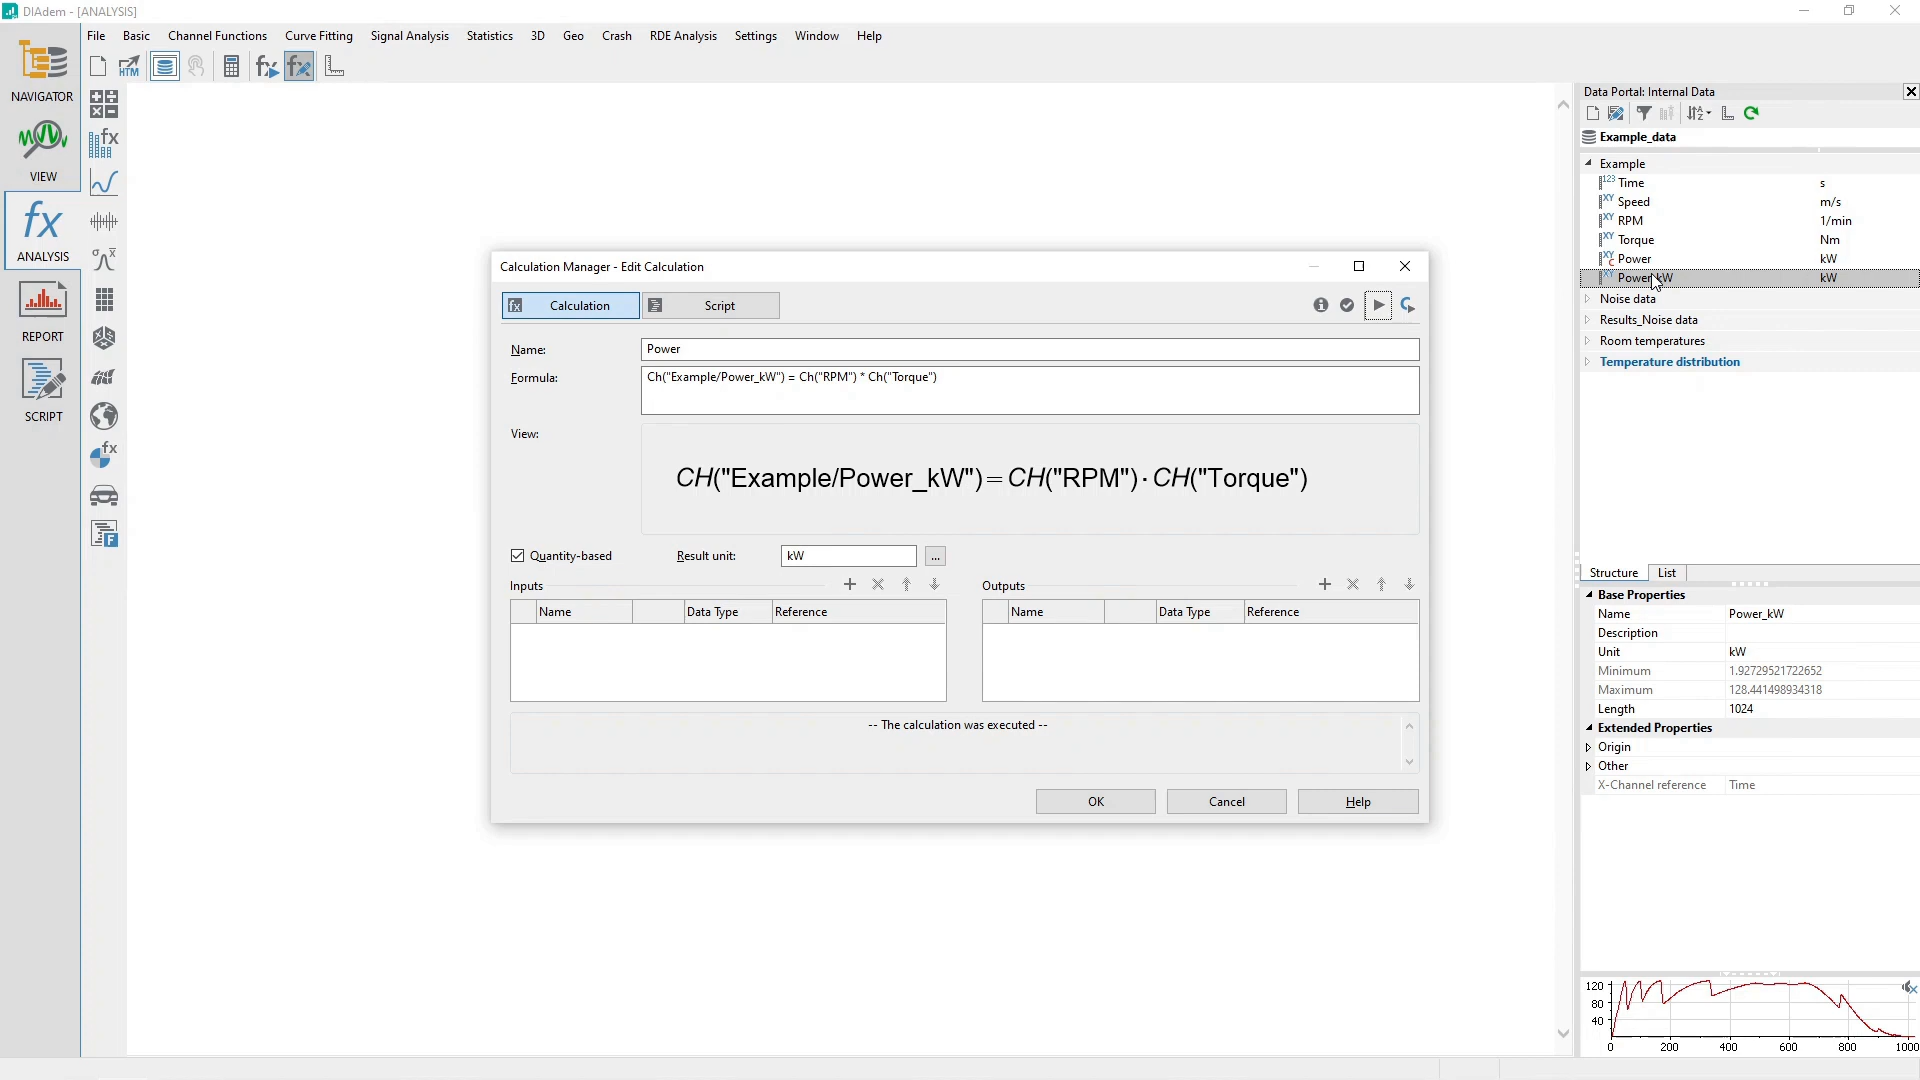 DIAdem - [ANALYSIS]
File Basic Channel Functions Curve Fitting Signal Analysis Statistics 3D Geo Crash RDE Analysis Settings Window Help
HTM
NAVIGATOR
VIEW
fx
ANALYSIS
REPORT
SCRIPT
Calculation Manager - Edit Calculation
Calculation
Script
Name:
Power
Formula:
Ch("Example/Power_kW") = Ch("RPM") * Ch("Torque")
View:
CH("Example/Power_kW")=CH("RPM")·CH("Torque")
Quantity-based
Result unit:
kW
...
Inputs
Name Data Type Reference
Outputs
Name Data Type Reference
-- The calculation was executed --
OK
Cancel
Help
Data Portal: Internal Data
Example_data
Example
Time s
Speed m/s
RPM 1/min
Torque Nm
Power kW
Power_kW kW
Noise data
Results_Noise data
Room temperatures
Temperature distribution
Structure List
Base Properties
Name Power_kW
Description
Unit kW
Minimum 1.92729521722652
Maximum 128.441498934318
Length 1024
Extended Properties
Origin
Other
X-Channel reference Time
120
80
40
0 200 400 600 800 1000